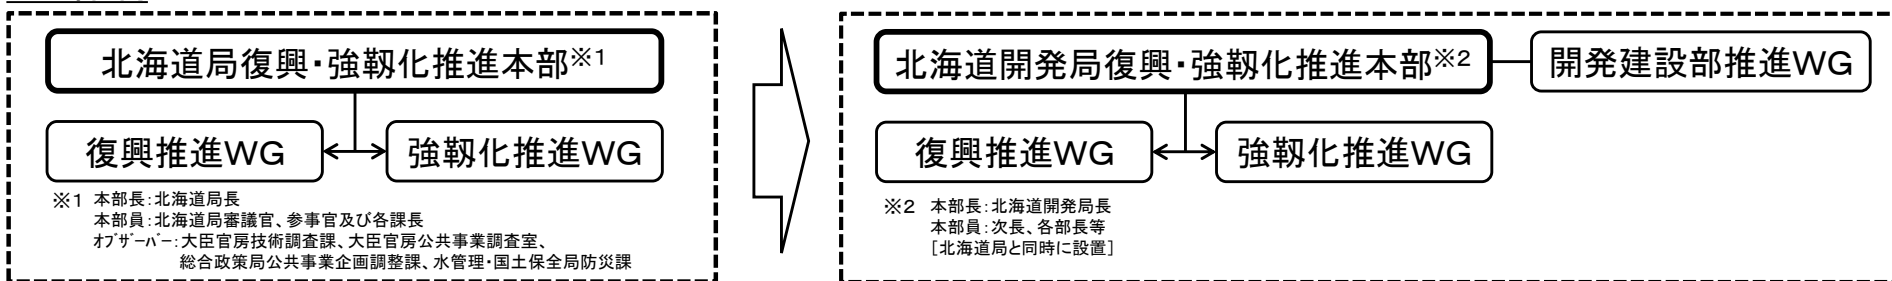 北海道局復興・強靱化推進本部※1
復興推進WG
強靱化推進WG
※1 本部長:北海道局長
本部員:北海道局審議官、参事官及び各課長
オブザーバー:大臣官房技術調査課、大臣官房公共事業調査室、
総合政策局公共事業企画調整課、水管理・国土保全局防災課
北海道開発局復興・強靱化推進本部※2
開発建設部推進WG
復興推進WG
強靱化推進WG
※2 本部長:北海道開発局長
本部員:次長、各部長等
[北海道局と同時に設置]